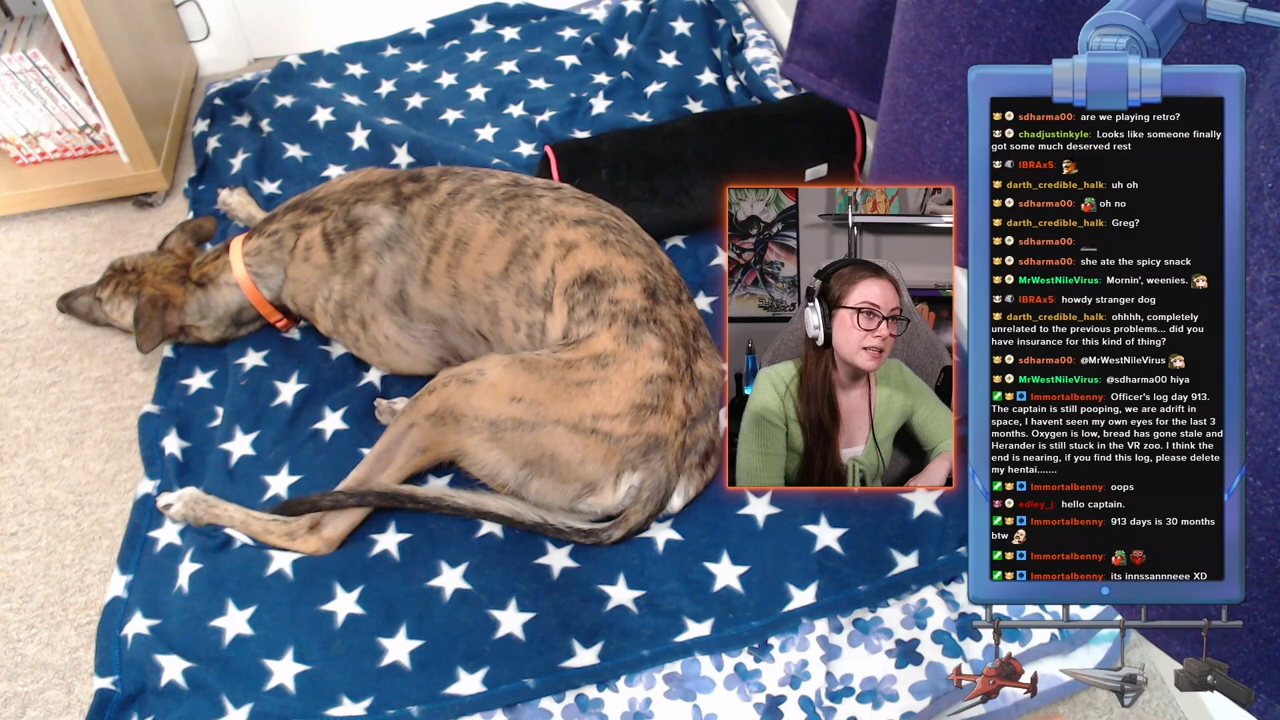 sdharma00: are we playing retro?
chadjustinkyle: Looks like someone finally
got some much deserved rest
IBRAx5:
darth_credible_halk: uh oh
sdharma00: oh no
darth_credible_halk: Greg?
sdharma00:
sdharma00: she ate the spicy snack
MrWestNileVirus: Mornin', weenies.
IBRAx5: howdy stranger dog
darth_credible_halk: ohhhh, completely
unrelated to the previous problems... did you
have insurance for this kind of thing?
sdharma00: @MrWestNileVirus
MrWestNileVirus: @sdharma00 hiya
Immortalbenny: Officer's log day 913.
The captain is still pooping, we are adrift in
space, I havent seen my own eyes for the last 3
months. Oxygen is low, bread has gone stale and
Herander is still stuck in the VR zoo. I think the
end is nearing, if you find this log, please delete
my hentai.......
Immortalbenny: oops
edley_j: hello captain.
Immortalbenny: 913 days is 30 months
btw
Immortalbenny:
Immortalbenny: its innssannneee XD